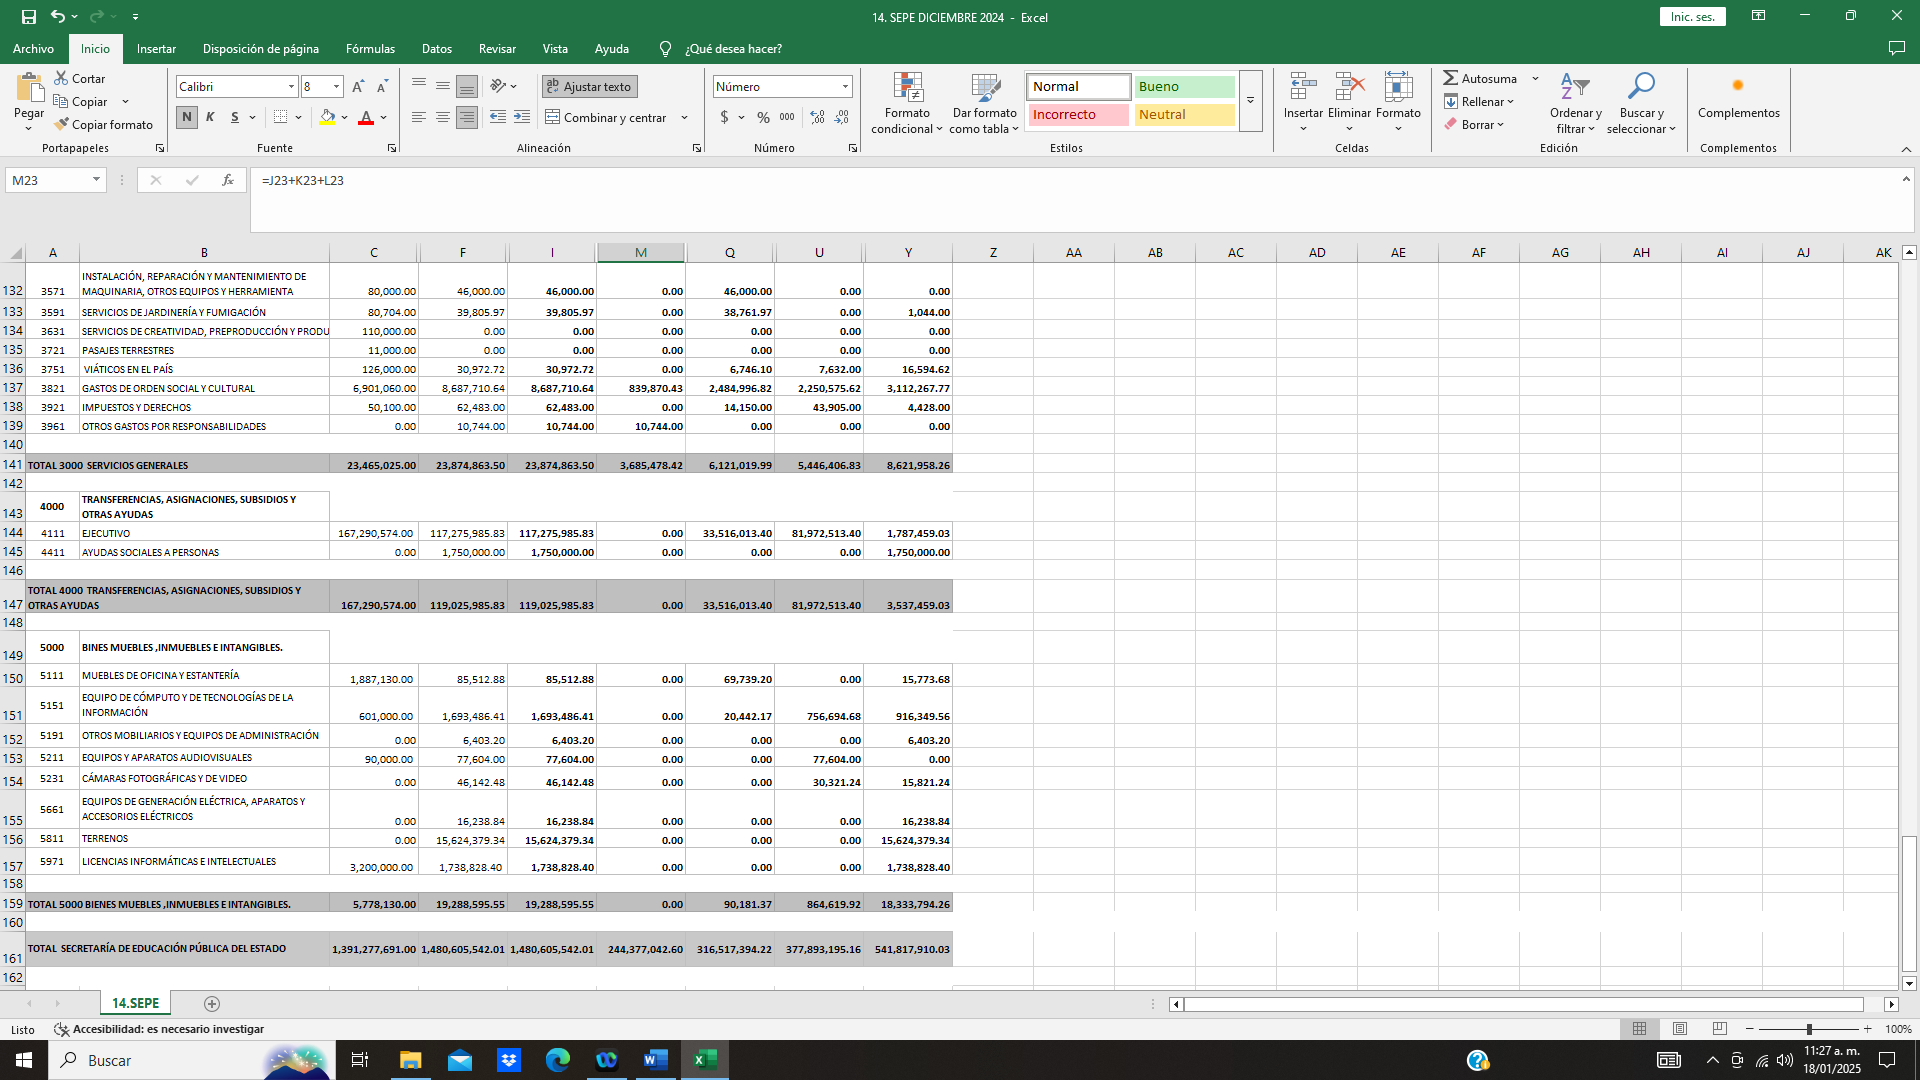 14. SEPE DICIEMBRE 2024 - Excel
Inic. ses.
Archivo Inicio Insertar Disposición de página Fórmulas Datos Revisar Vista Ayuda ¿Qué desea hacer?
Pegar
Cortar
Copiar
Copiar formato
Portapapeles
Calibri 8
N K S
Fuente
Ajustar texto
Combinar y centrar
Alineación
Número
$ % 000
Número
Formato condicional
Dar formato como tabla
Normal Bueno
Incorrecto Neutral
Estilos
Insertar Eliminar Formato
Celdas
Autosuma
Rellenar
Borrar
Ordenar y filtrar
Buscar y seleccionar
Edición
Complementos
Complementos
M23 fx =J23+K23+L23
A B C F I M Q U Y Z AA AB AC AD AE AF AG AH AI AJ AK
132 3571 INSTALACIÓN, REPARACIÓN Y MANTENIMIENTO DE MAQUINARIA, OTROS EQUIPOS Y HERRAMIENTA 80,000.00 46,000.00 46,000.00 0.00 46,000.00 0.00 0.00
133 3591 SERVICIOS DE JARDINERÍA Y FUMIGACIÓN 80,704.00 39,805.97 39,805.97 0.00 38,761.97 0.00 1,044.00
134 3631 SERVICIOS DE CREATIVIDAD, PREPRODUCCIÓN Y PRODU 110,000.00 0.00 0.00 0.00 0.00 0.00 0.00
135 3721 PASAJES TERRESTRES 11,000.00 0.00 0.00 0.00 0.00 0.00 0.00
136 3751 VIÁTICOS EN EL PAÍS 126,000.00 30,972.72 30,972.72 0.00 6,746.10 7,632.00 16,594.62
137 3821 GASTOS DE ORDEN SOCIAL Y CULTURAL 6,901,060.00 8,687,710.64 8,687,710.64 839,870.43 2,484,996.82 2,250,575.62 3,112,267.77
138 3921 IMPUESTOS Y DERECHOS 50,100.00 62,483.00 62,483.00 0.00 14,150.00 43,905.00 4,428.00
139 3961 OTROS GASTOS POR RESPONSABILIDADES 0.00 10,744.00 10,744.00 10,744.00 0.00 0.00 0.00
140
141 TOTAL 3000 SERVICIOS GENERALES 23,465,025.00 23,874,863.50 23,874,863.50 3,685,478.42 6,121,019.99 5,446,406.83 8,621,958.26
142
143 4000 TRANSFERENCIAS, ASIGNACIONES, SUBSIDIOS Y OTRAS AYUDAS
144 4111 EJECUTIVO 167,290,574.00 117,275,985.83 117,275,985.83 0.00 33,516,013.40 81,972,513.40 1,787,459.03
145 4411 AYUDAS SOCIALES A PERSONAS 0.00 1,750,000.00 1,750,000.00 0.00 0.00 0.00 1,750,000.00
146
147 TOTAL 4000 TRANSFERENCIAS, ASIGNACIONES, SUBSIDIOS Y OTRAS AYUDAS 167,290,574.00 119,025,985.83 119,025,985.83 0.00 33,516,013.40 81,972,513.40 3,537,459.03
148
149 5000 BINES MUEBLES ,INMUEBLES E INTANGIBLES.
150 5111 MUEBLES DE OFICINA Y ESTANTERÍA 1,887,130.00 85,512.88 85,512.88 0.00 69,739.20 0.00 15,773.68
151 5151 EQUIPO DE CÓMPUTO Y DE TECNOLOGÍAS DE LA INFORMACIÓN 601,000.00 1,693,486.41 1,693,486.41 0.00 20,442.17 756,694.68 916,349.56
152 5191 OTROS MOBILIARIOS Y EQUIPOS DE ADMINISTRACIÓN 0.00 6,403.20 6,403.20 0.00 0.00 0.00 6,403.20
153 5211 EQUIPOS Y APARATOS AUDIOVISUALES 90,000.00 77,604.00 77,604.00 0.00 0.00 77,604.00 0.00
154 5231 CÁMARAS FOTOGRÁFICAS Y DE VIDEO 0.00 46,142.48 46,142.48 0.00 0.00 30,321.24 15,821.24
155 5661 EQUIPOS DE GENERACIÓN ELÉCTRICA, APARATOS Y ACCESORIOS ELÉCTRICOS 0.00 16,238.84 16,238.84 0.00 0.00 0.00 16,238.84
156 5811 TERRENOS 0.00 15,624,379.34 15,624,379.34 0.00 0.00 0.00 15,624,379.34
157 5971 LICENCIAS INFORMÁTICAS E INTELECTUALES 3,200,000.00 1,738,828.40 1,738,828.40 0.00 0.00 0.00 1,738,828.40
158
159 TOTAL 5000 BIENES MUEBLES ,INMUEBLES E INTANGIBLES. 5,778,130.00 19,288,595.55 19,288,595.55 0.00 90,181.37 864,619.92 18,333,794.26
160
161 TOTAL SECRETARÍA DE EDUCACIÓN PÚBLICA DEL ESTADO 1,391,277,691.00 1,480,605,542.01 1,480,605,542.01 244,377,042.60 316,517,394.22 377,893,195.16 541,817,910.03
162
14.SEPE
Listo Accesibilidad: es necesario investigar 100%
Buscar
11:27 a. m.
18/01/2025